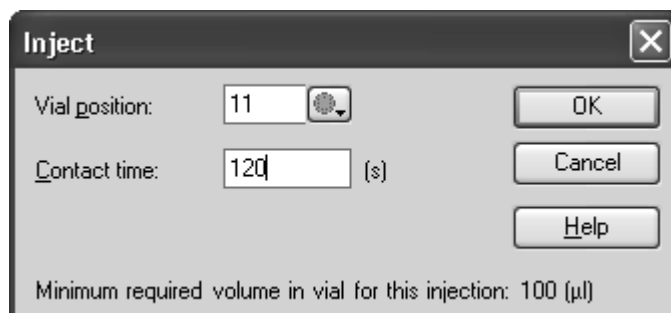 Inject
Vial position: 11 OK
Contact time: 120 (s) Cancel
Help
Minimum required volume in vial for this injection: 100 (µl)